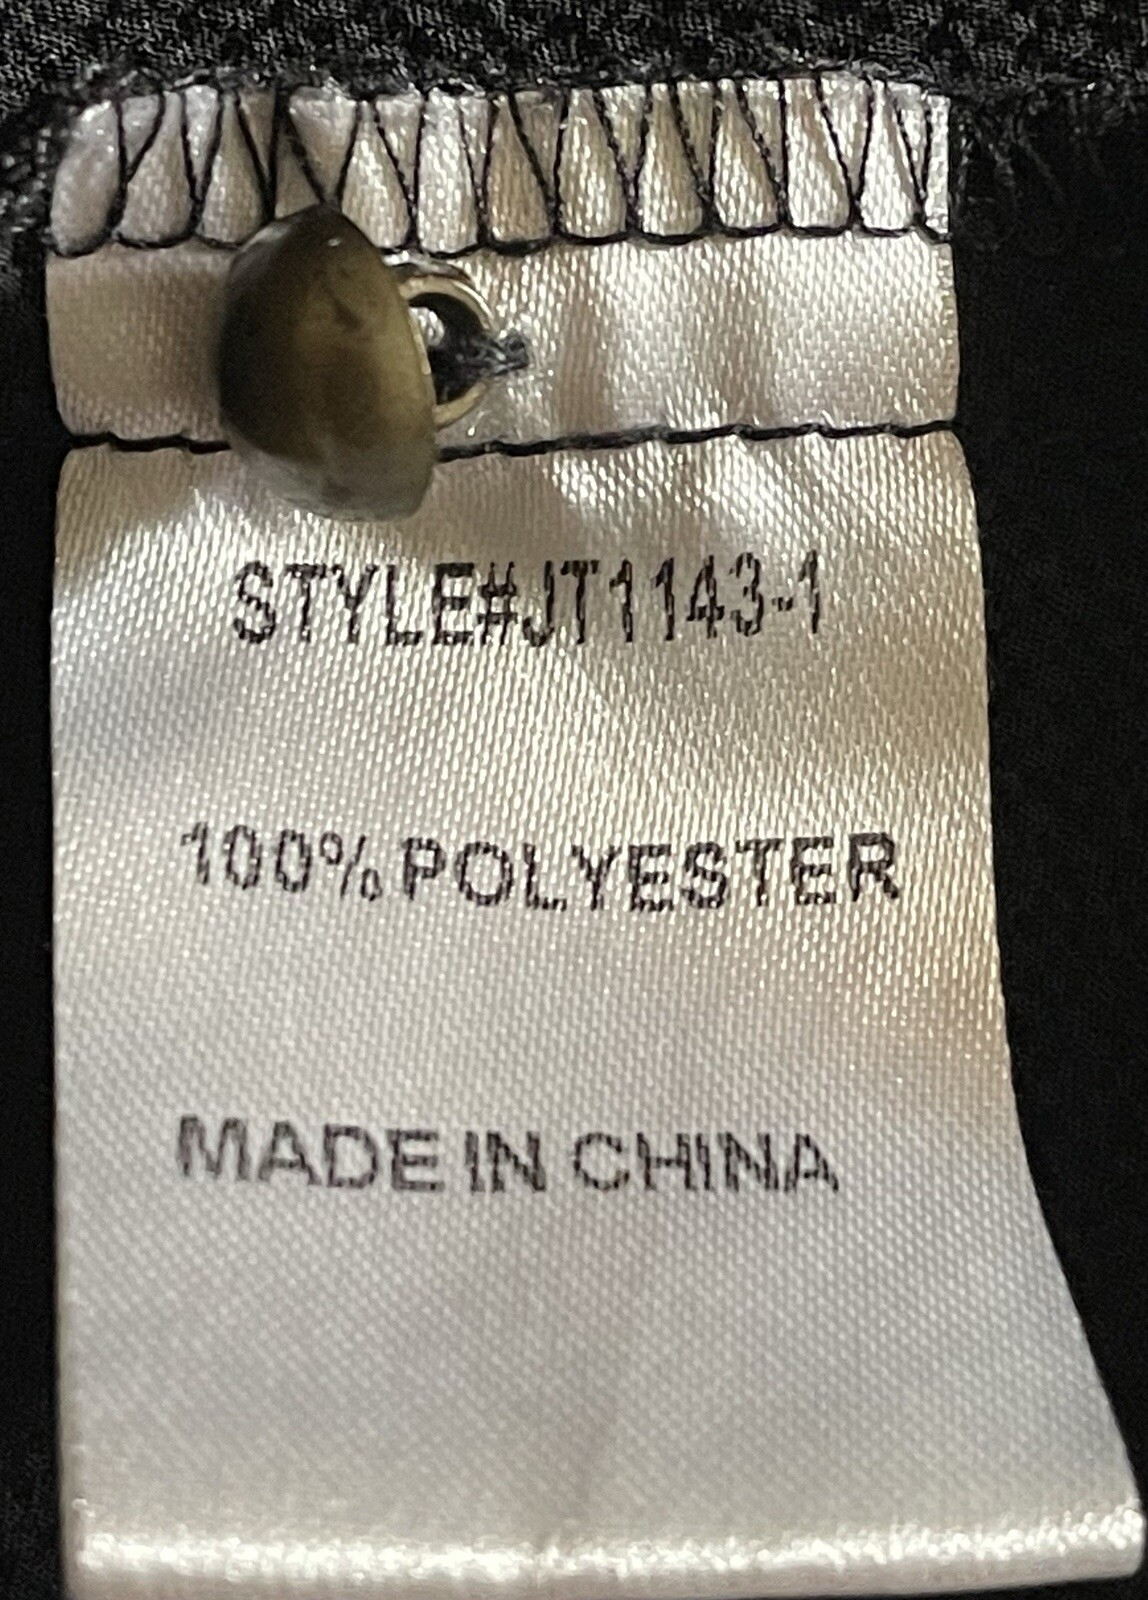 STYLE#JT1143-1
100% POLYESTER
MADE IN CHINA